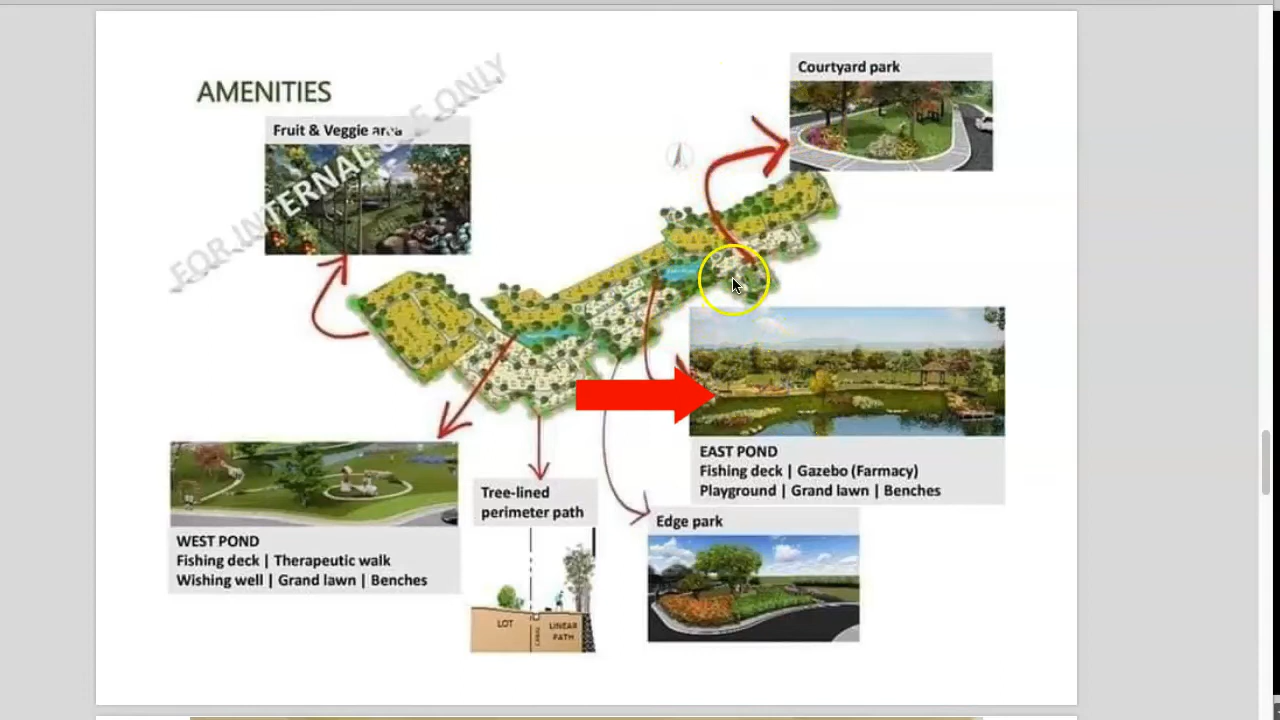 AMENITIES
FOR INTERNAL USE ONLY
Fruit & Veggie area
Courtyard park
EAST POND
Fishing deck | Gazebo (Farmacy)
Playground | Grand lawn | Benches
Tree-lined
perimeter path
Edge park
WEST POND
Fishing deck | Therapeutic walk
Wishing well | Grand lawn | Benches
LOT
CANAL
LINEAR
PATH